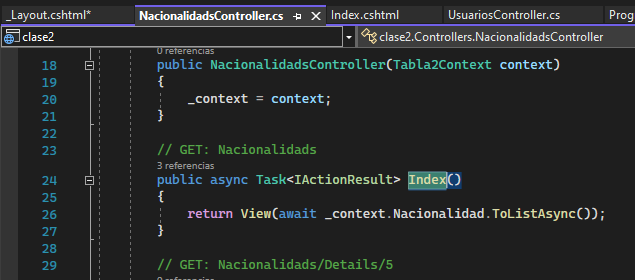 _Layout.cshtml* NacionalidadsController.cs Index.cshtml UsuariosController.cs Prog
clase2 clase2.Controllers.NacionalidadsController
0 referencias
18 public NacionalidadsController(Tabla2Context context)
19 {
20 _context = context;
21 }
22
23 // GET: Nacionalidads
3 referencias
24 public async Task<IActionResult> Index()
25 {
26 return View(await _context.Nacionalidad.ToListAsync());
27 }
28
29 // GET: Nacionalidads/Details/5
0 referencias